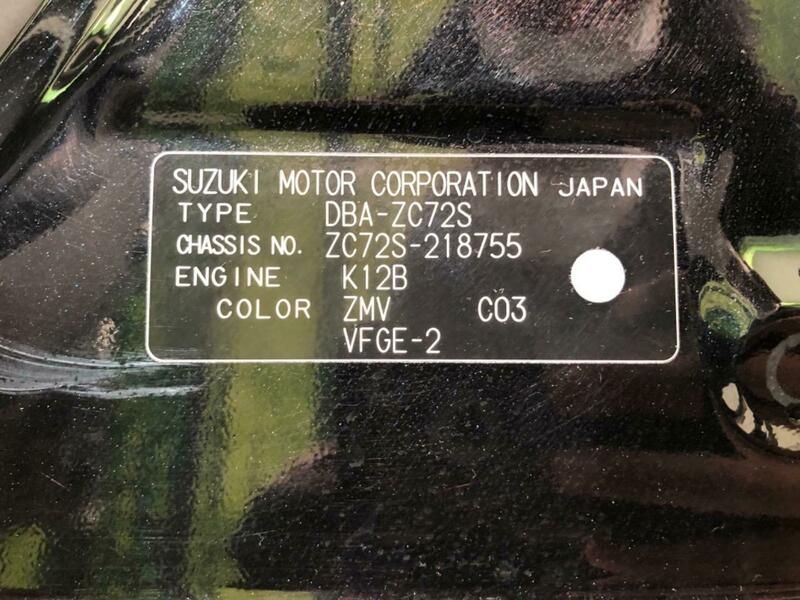 SUZUKI MOTOR CORPORATION JAPAN
TYPE DBA-ZC72S
CHASSIS NO. ZC72S-218755
ENGINE K12B
COLOR ZMV C03
VFGE-2